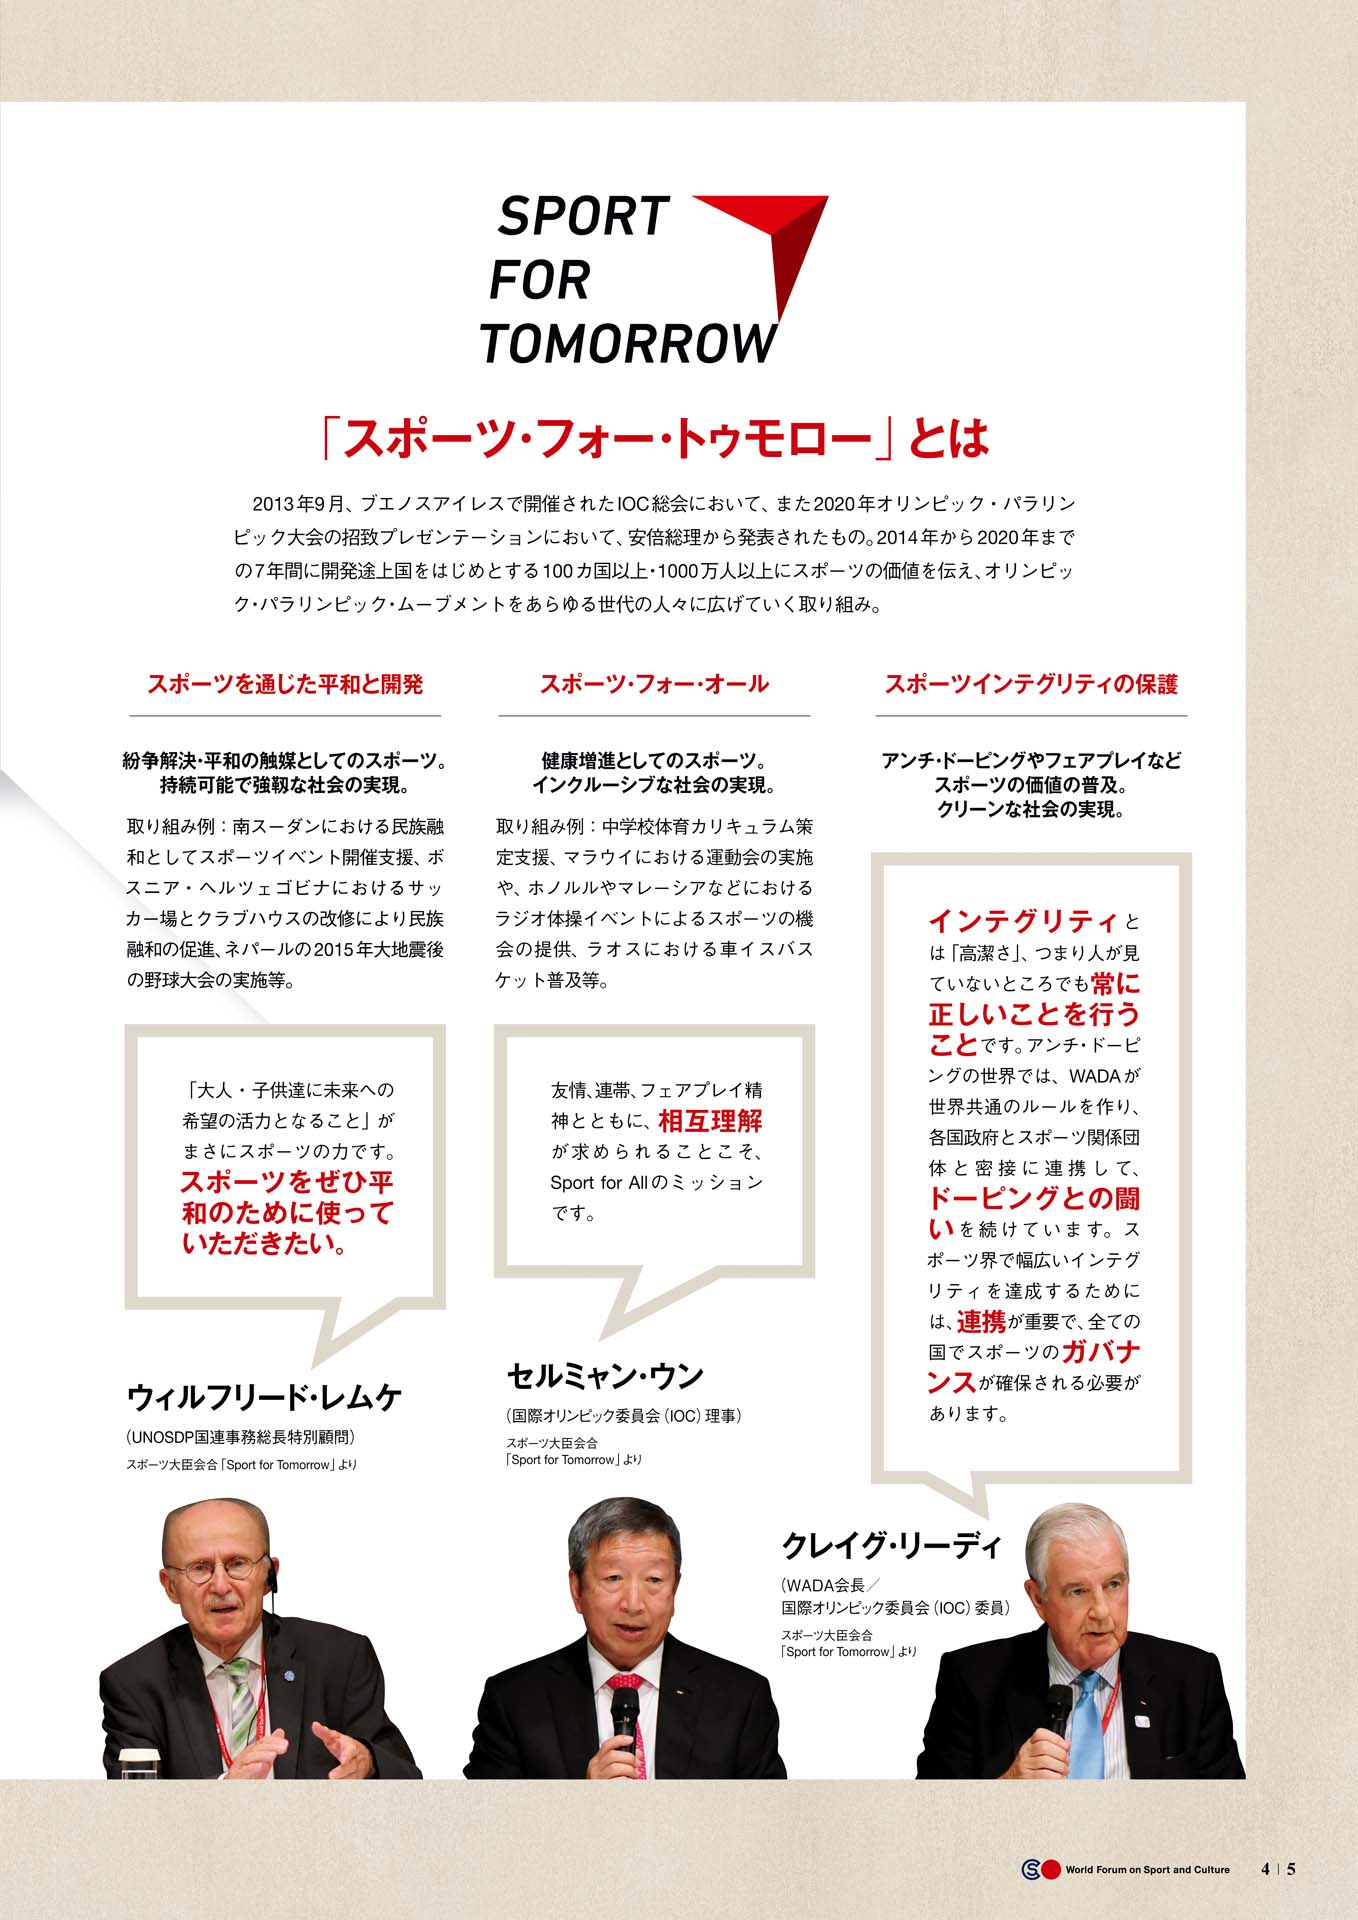 SPORT
FOR
TOMORROW
「スポーツ・フォー・トゥモロー」とは
2013年9月、ブエノスアイレスで開催されたIOC総会において、また2020年オリンピック・パラリン
ピック大会の招致プレゼンテーションにおいて、安倍総理から発表されたもの。2014年から2020年まで
の7年間に開発途上国をはじめとする100カ国以上・1000万人以上にスポーツの価値を伝え、オリンピッ
ク・パラリンピック・ムーブメントをあらゆる世代の人々に広げていく取り組み。
スポーツを通じた平和と開発
紛争解決・平和の触媒としてのスポーツ。
持続可能で強靱な社会の実現。
取り組み例：南スーダンにおける民族融
和としてスポーツイベント開催支援、ボ
スニア・ヘルツェゴビナにおけるサッ
カー場とクラブハウスの改修により民族
融和の促進、ネパールの2015年大地震後
の野球大会の実施等。
「大人・子供達に未来への
希望の活力となること」が
まさにスポーツの力です。
スポーツをぜひ平
和のために使って
いただきたい。
ウィルフリード・レムケ
（UNOSDP国連事務総長特別顧問）
スポーツ大臣会合「Sport for Tomorrow」より
スポーツ・フォー・オール
健康増進としてのスポーツ。
インクルーシブな社会の実現。
取り組み例：中学校体育カリキュラム策
定支援、マラウイにおける運動会の実施
や、ホノルルやマレーシアなどにおける
ラジオ体操イベントによるスポーツの機
会の提供、ラオスにおける車イスバス
ケット普及等。
友情、連帯、フェアプレイ精
神とともに、相互理解
が求められることこそ、
Sport for Allのミッション
です。
セルミャン・ウン
（国際オリンピック委員会（IOC）理事）
スポーツ大臣会合
「Sport for Tomorrow」より
スポーツインテグリティの保護
アンチ・ドーピングやフェアプレイなど
スポーツの価値の普及。
クリーンな社会の実現。
インテグリティと
は「高潔さ」、つまり人が見
ていないところでも常に
正しいことを行う
ことです。アンチ・ドーピ
ングの世界では、WADAが
世界共通のルールを作り、
各国政府とスポーツ関係団
体と密接に連携して、
ドーピングとの闘
いを続けています。ス
ポーツ界で幅広いインテグ
リティを達成するために
は、連携が重要で、全ての
国でスポーツのガバナ
ンスが確保される必要が
あります。
クレイグ・リーディ
（WADA会長／
国際オリンピック委員会（IOC）委員）
スポーツ大臣会合
「Sport for Tomorrow」より
World Forum on Sport and Culture
4 | 5